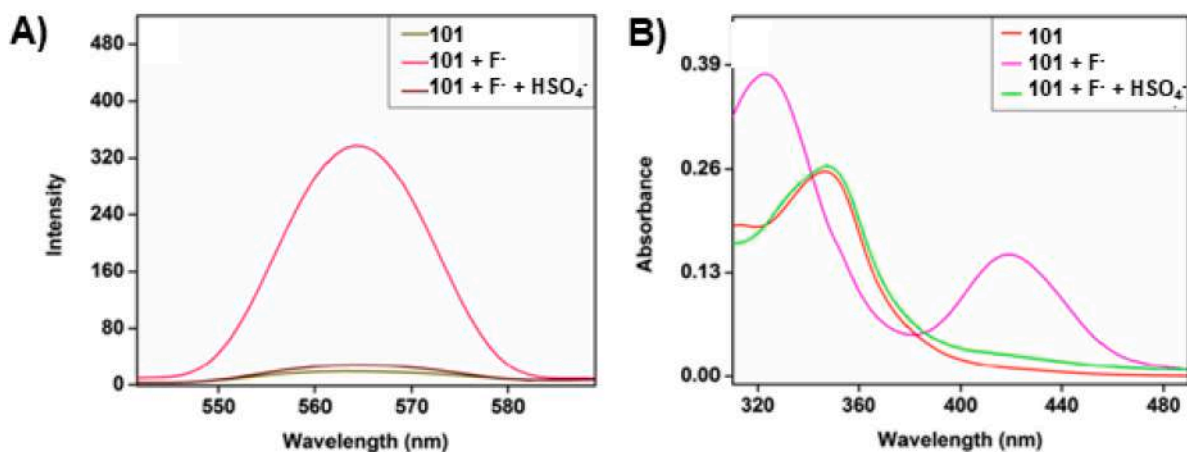 A)
101
101 + F⁻
101 + F⁻ + HSO₄⁻
480
400
320
240
160
80
0
Intensity
550
560
570
580
Wavelength (nm)
B)
101
101 + F⁻
101 + F⁻ + HSO₄⁻
0.39
0.26
0.13
0.00
Absorbance
320
360
400
440
480
Wavelength (nm)